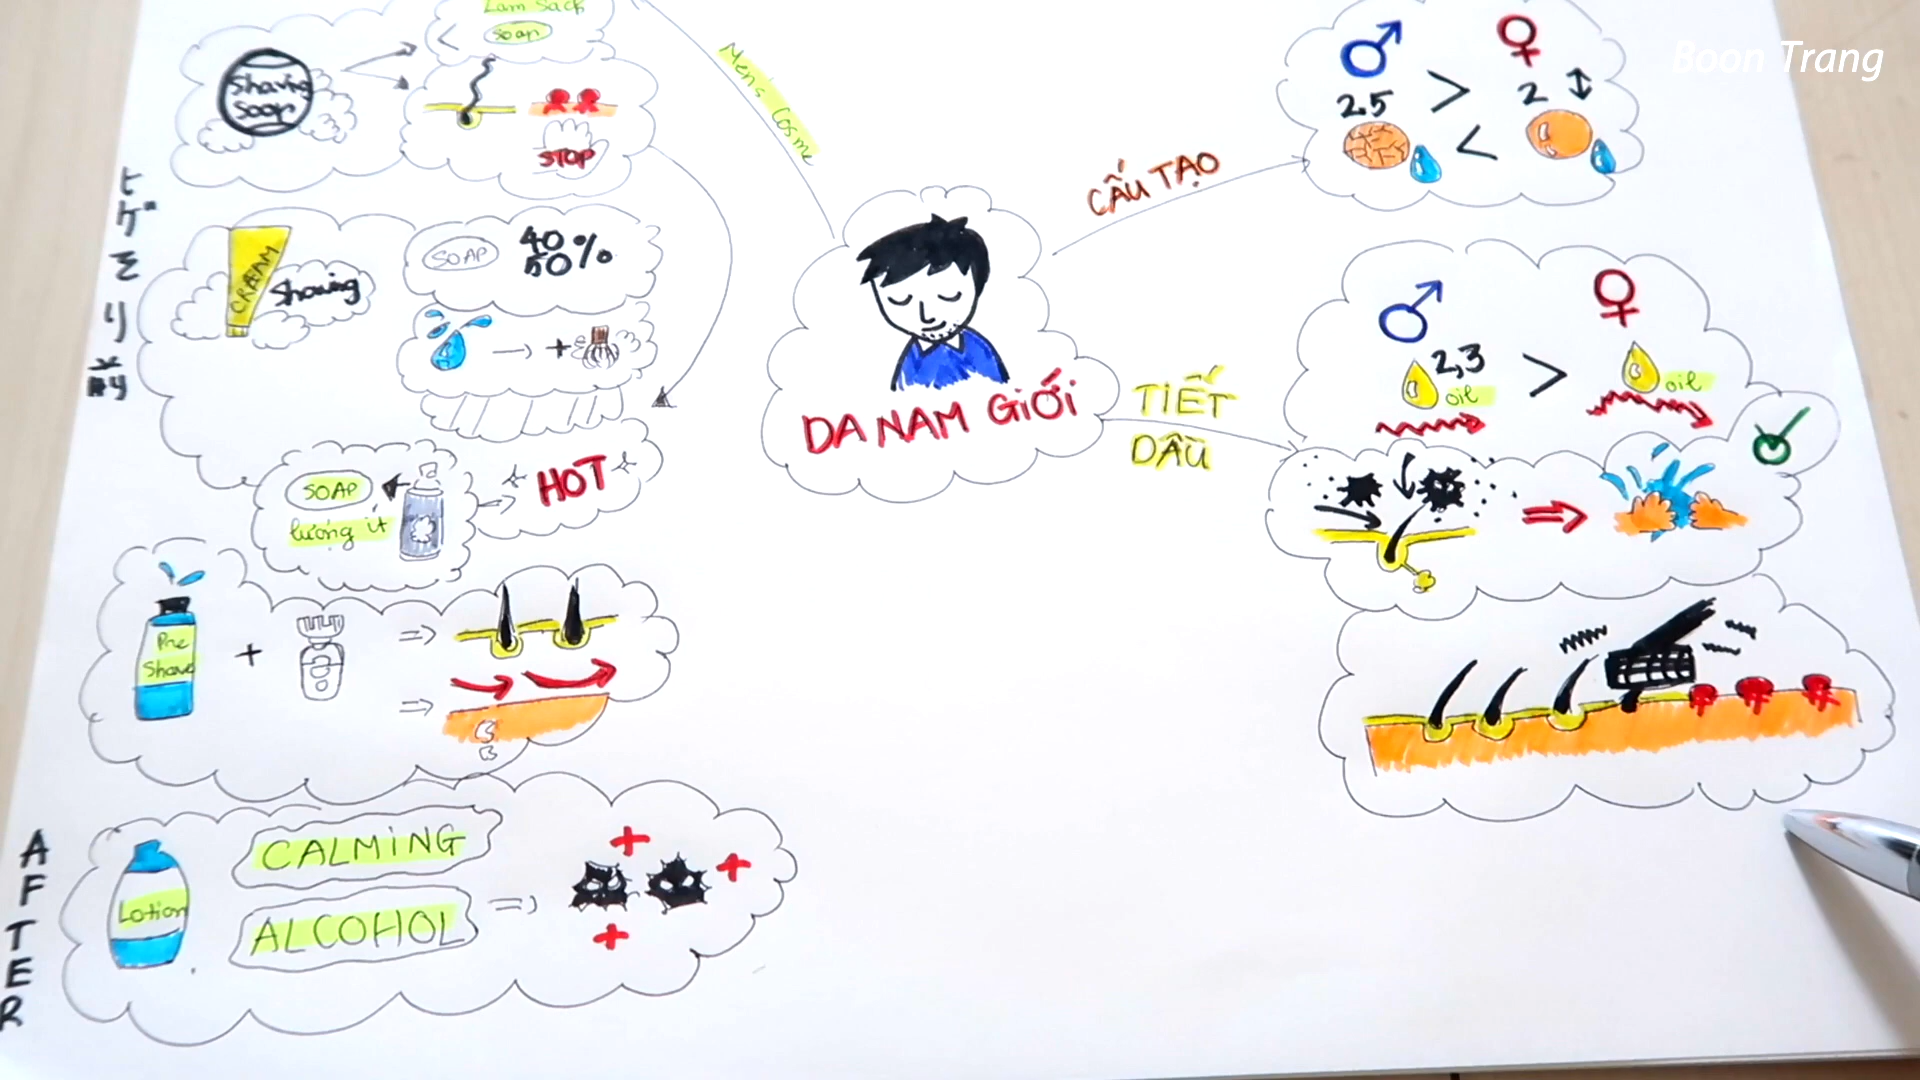 Boon Trang
Làm Sạch
Soap
Shaving
Soap
STOP
Men's Cosme
CẤU TẠO
2,5 > 2
<
ヒゲそり前
CREAM
Shaving
SOAP
40
50%
+
DA NAM GIỚI
TIẾT
DẦU
2,3
oil
>
oil
SOAP
lượng ít
HOT
Pre
Shave
+
AFTER
Lotion
CALMING
ALCOHOL